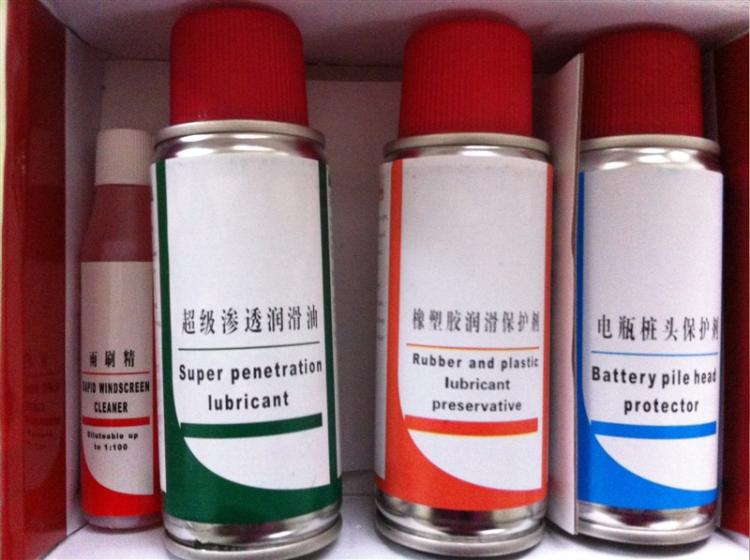 雨刷精
RAPID WINDSCREEN
CLEANER
Diluteable up
to 1:100
超级渗透润滑油
Super penetration
lubricant
橡塑胶润滑保护剂
Rubber and plastic
lubricant
preservative
电瓶桩头保护剂
Battery pile head
protector